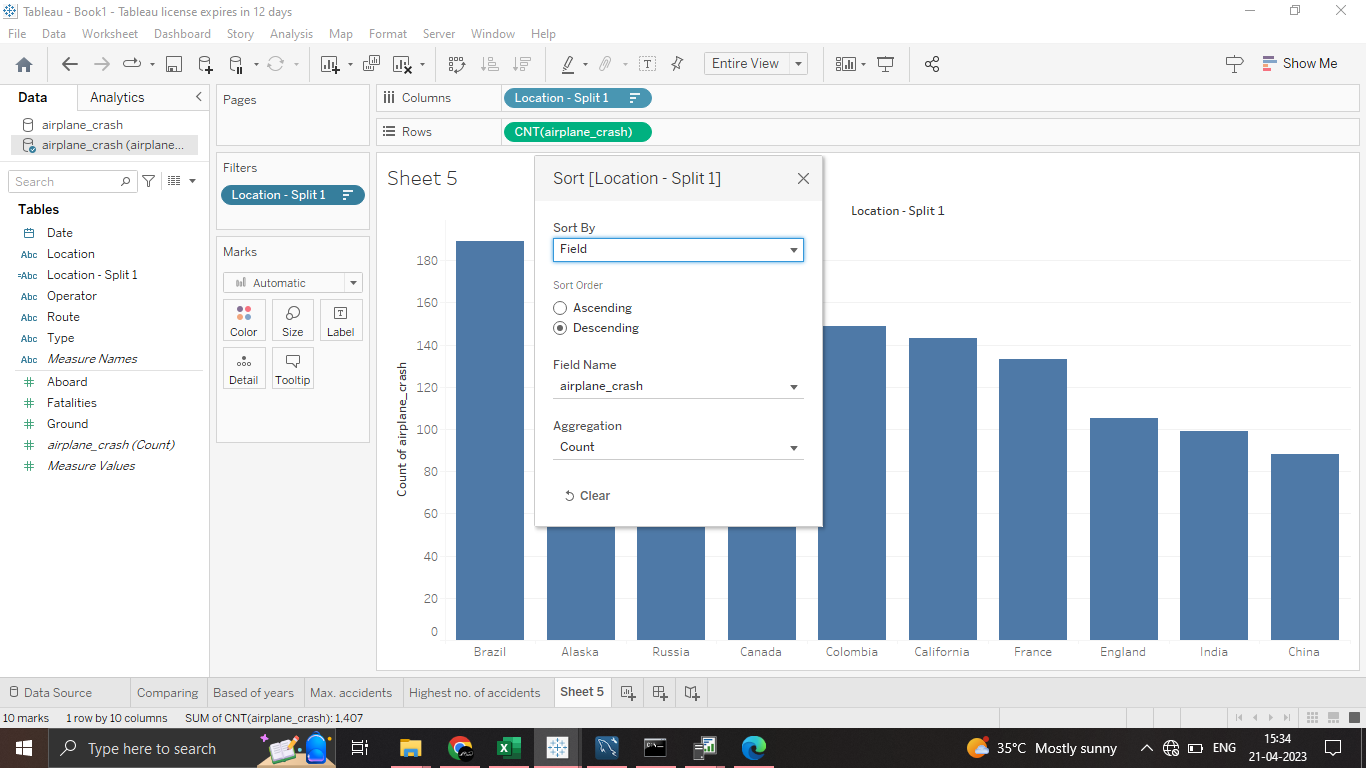 Tableau - Book1 - Tableau license expires in 12 days
File Data Worksheet Dashboard Story Analysis Map Format Server Window Help
Entire View
Show Me
Data Analytics
airplane_crash
airplane_crash (airplane...
Search
Tables
Date
Abc Location
=Abc Location - Split 1
Abc Operator
Abc Route
Abc Type
Abc Measure Names
# Aboard
# Fatalities
# Ground
# airplane_crash (Count)
# Measure Values
Pages
Filters
Location - Split 1
Marks
Automatic
Color Size Label
Detail Tooltip
Columns Location - Split 1
Rows CNT(airplane_crash)
Sheet 5
Location - Split 1
Count of airplane_crash
180
160
140
120
100
80
60
40
20
0
Brazil Alaska Russia Canada Colombia California France England India China
Sort [Location - Split 1]
Sort By
Field
Sort Order
Ascending
Descending
Field Name
airplane_crash
Aggregation
Count
Clear
Data Source Comparing Based of years Max. accidents Highest no. of accidents Sheet 5
10 marks 1 row by 10 columns SUM of CNT(airplane_crash): 1,407
Type here to search
35°C Mostly sunny
ENG
15:34
21-04-2023